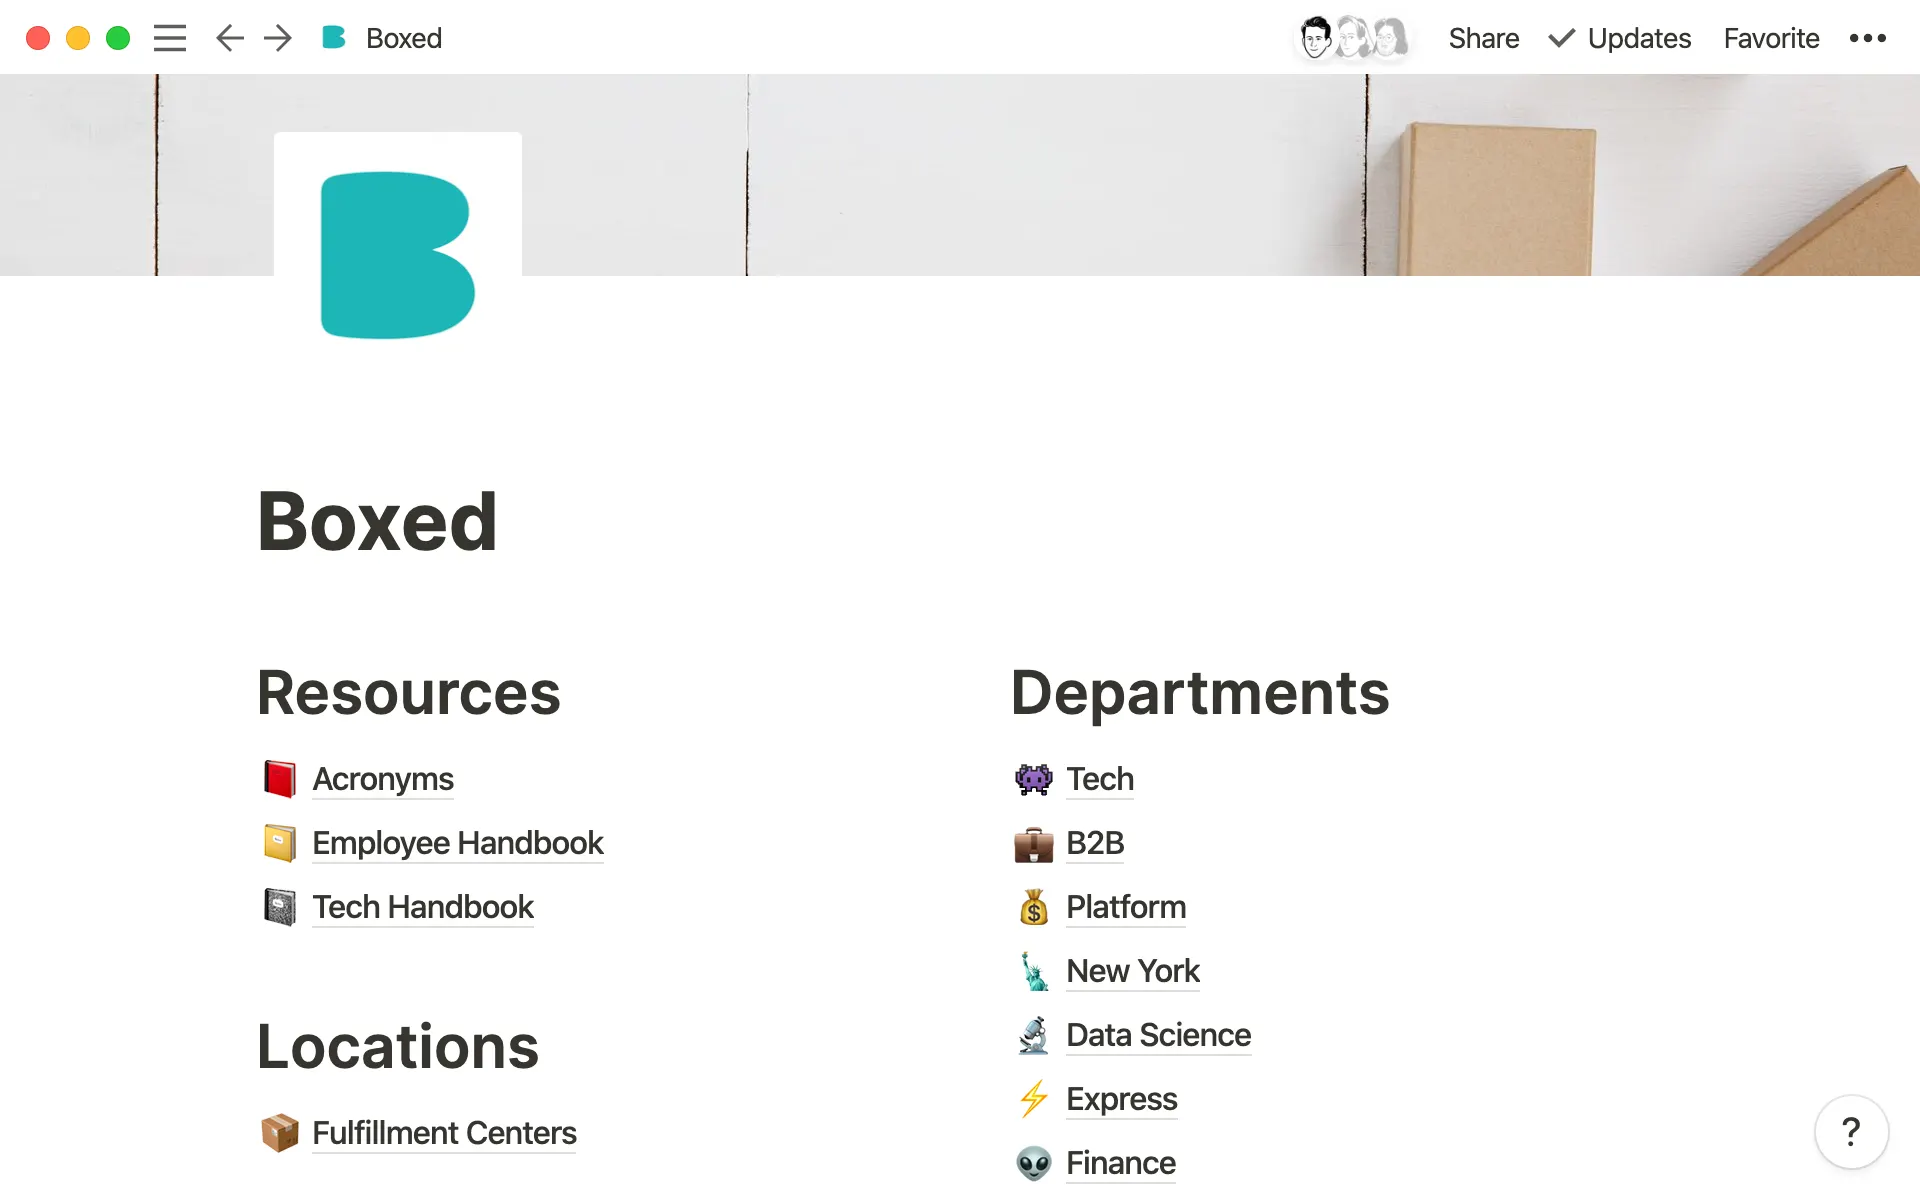 Boxed
Share
Updates
Favorite
Boxed
Resources
Acronyms
Employee Handbook
Tech Handbook
Locations
Fulfillment Centers
Departments
Tech
B2B
Platform
New York
Data Science
Express
Finance
?